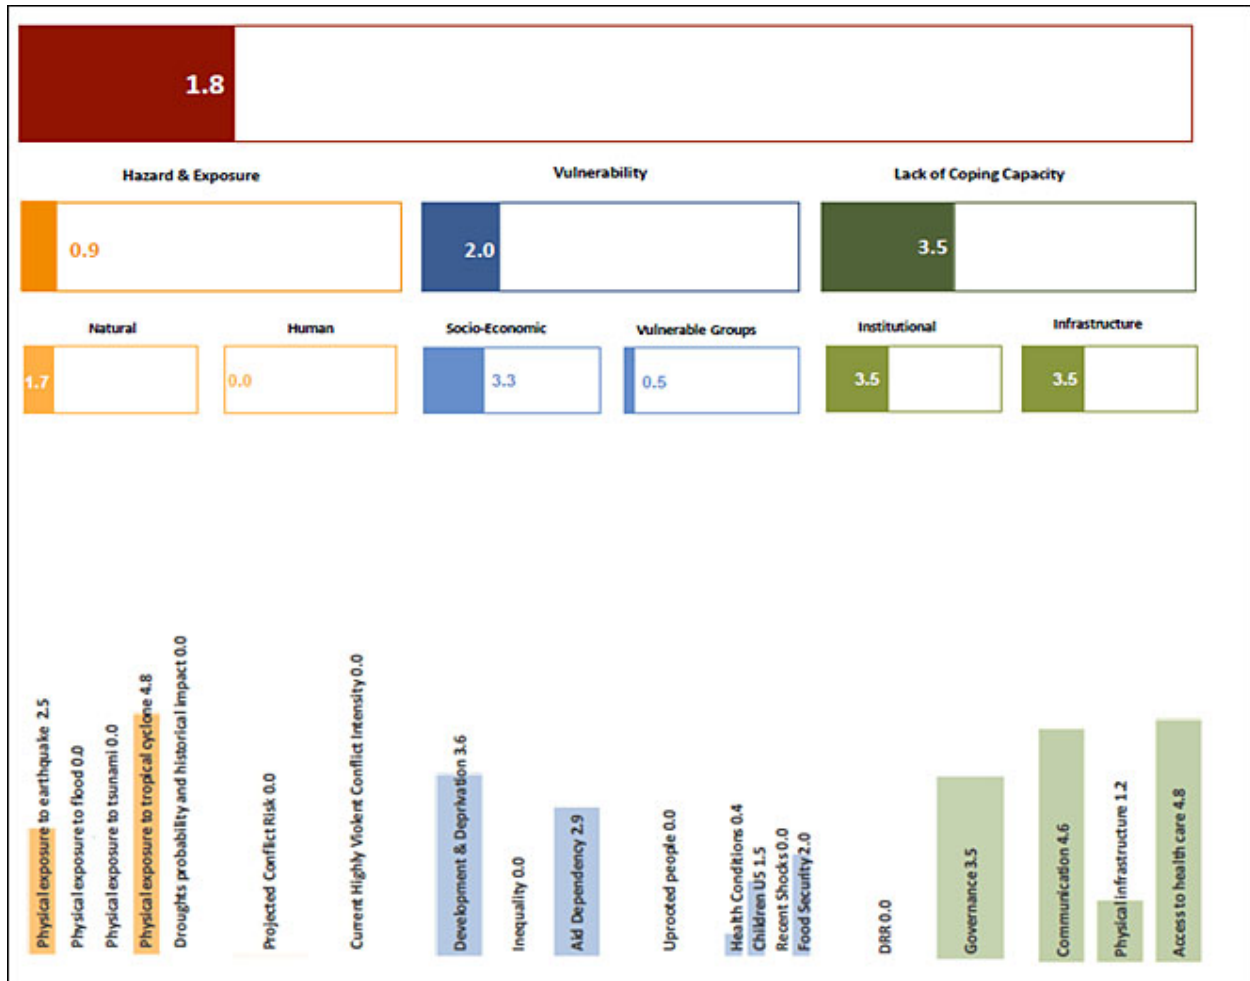 1.8
Hazard & Exposure
Vulnerability
Lack of Coping Capacity
0.9
2.0
3.5
Natural
Human
Socio-Economic
Vulnerable Groups
Institutional
Infrastructure
1.7
0.0
3.3
0.5
3.5
3.5
Physical exposure to earthquake 2.5
Physical exposure to flood 0.0
Physical exposure to tsunami 0.0
Physical exposure to tropical cyclone 4.8
Droughts probability and historical impact 0.0
Projected Conflict Risk 0.0
Current Highly Violent Conflict Intensity 0.0
Development & Deprivation 3.6
Inequality 0.0
Aid Dependency 2.9
Uprooted people 0.0
Health Conditions 0.4
Children U5 1.5
Recent Shocks 0.0
Food Security 2.0
DRR 0.0
Governance 3.5
Communication 4.6
Physical infrastructure 1.2
Access to health care 4.8